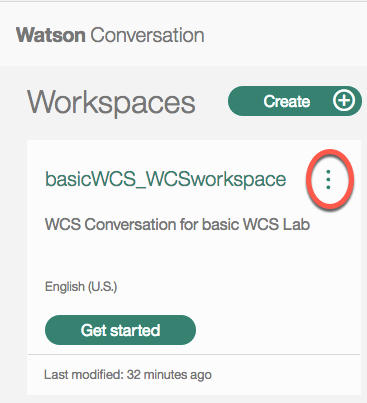 Watson Conversation
Workspaces
Create
basicWCS_WCSworkspace
WCS Conversation for basic WCS Lab
English (U.S.)
Get started
Last modified: 32 minutes ago